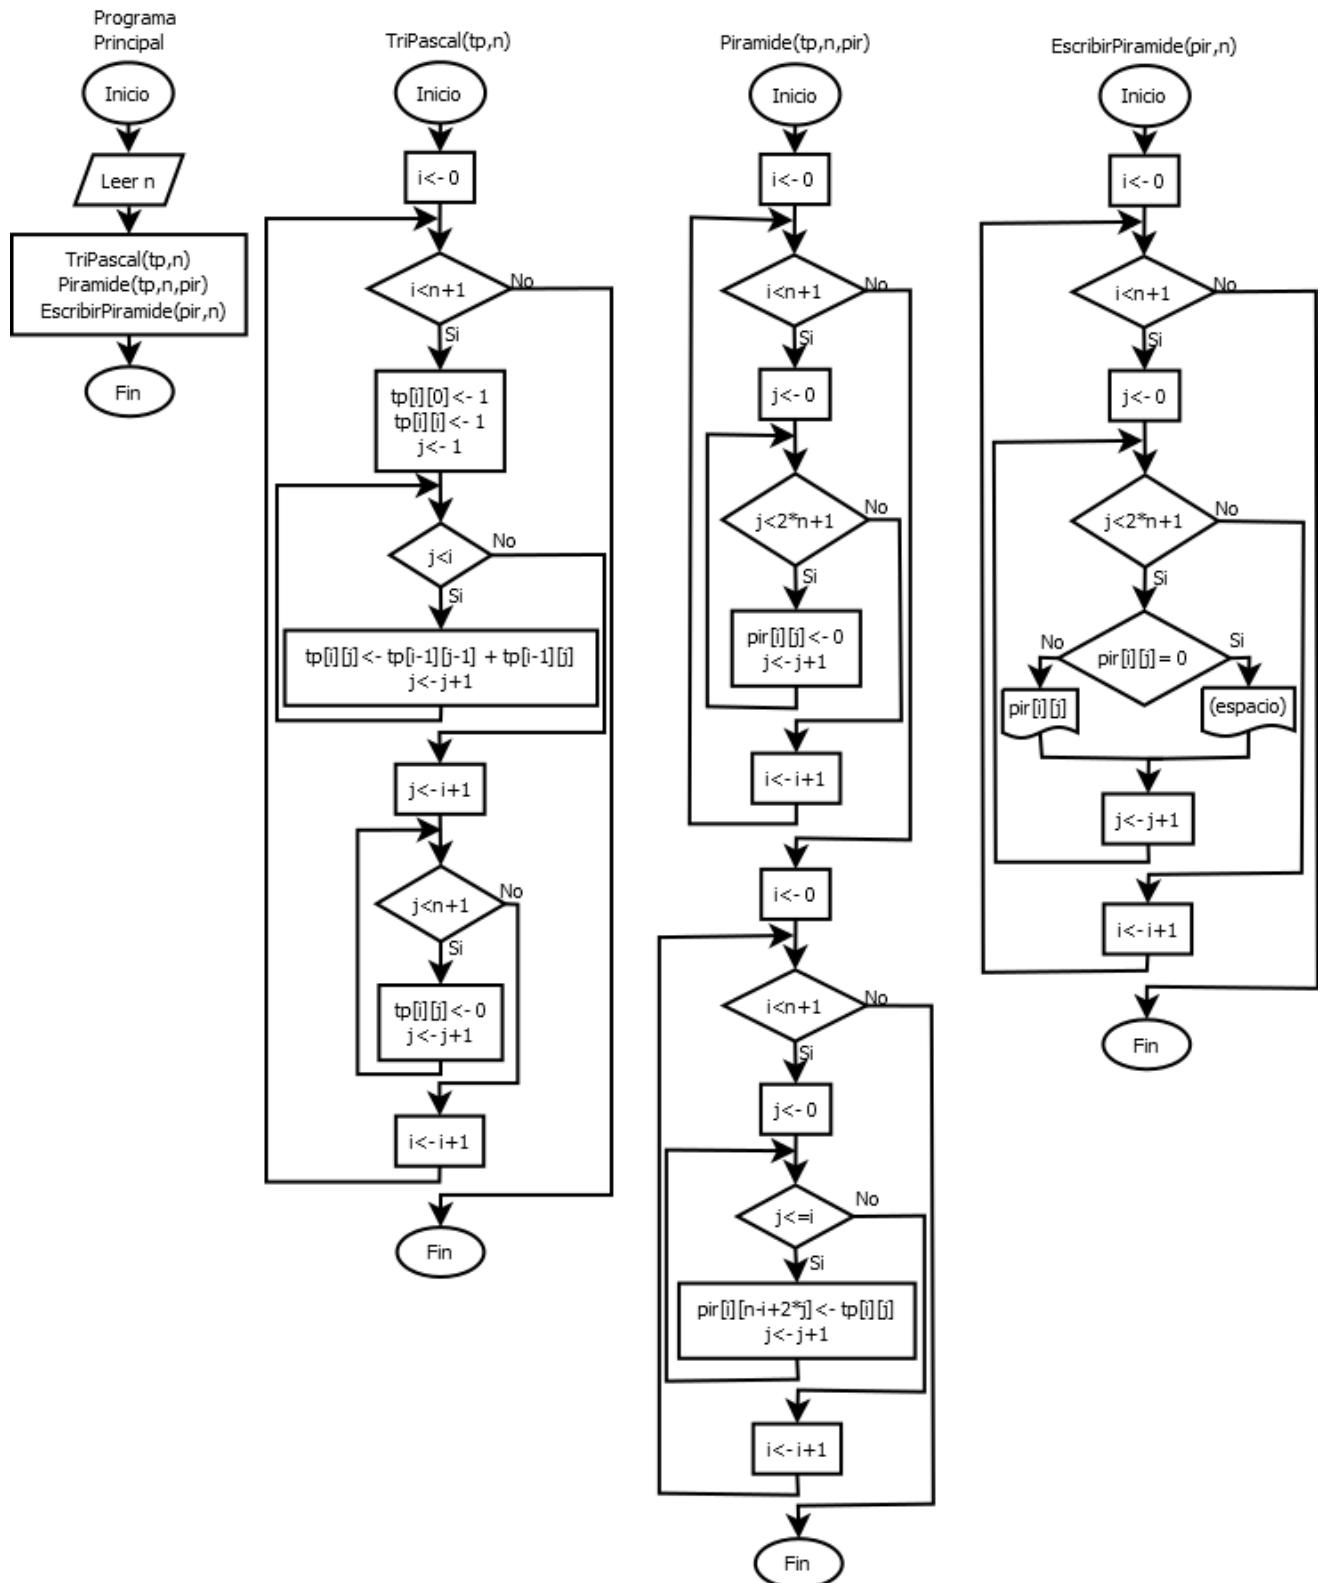 Programa
Principal
Inicio
Leer n
TriPascal(tp,n)
Piramide(tp,n,pir)
EscribirPiramide(pir,n)
Fin
TriPascal(tp,n)
Inicio
i<- 0
i<n+1
No
Si
tp[i][0]<- 1
tp[i][i]<- 1
j<- 1
j<i
No
Si
tp[i][j]<- tp[i-1][j-1] + tp[i-1][j]
j<- j+1
j<- i+1
j<n+1
No
Si
tp[i][j]<- 0
j<- j+1
i<- i+1
Fin
Piramide(tp,n,pir)
Inicio
i<- 0
i<n+1
No
Si
j<- 0
j<2*n+1
No
Si
pir[i][j]<- 0
j<- j+1
i<- i+1
i<- 0
i<n+1
No
Si
j<- 0
j<=i
No
Si
pir[i][n-i+2*j]<- tp[i][j]
j<- j+1
i<- i+1
Fin
EscribirPiramide(pir,n)
Inicio
i<- 0
i<n+1
No
Si
j<- 0
j<2*n+1
No
Si
pir[i][j]= 0
No
Si
pir[i][j]
(espacio)
j<- j+1
i<- i+1
Fin